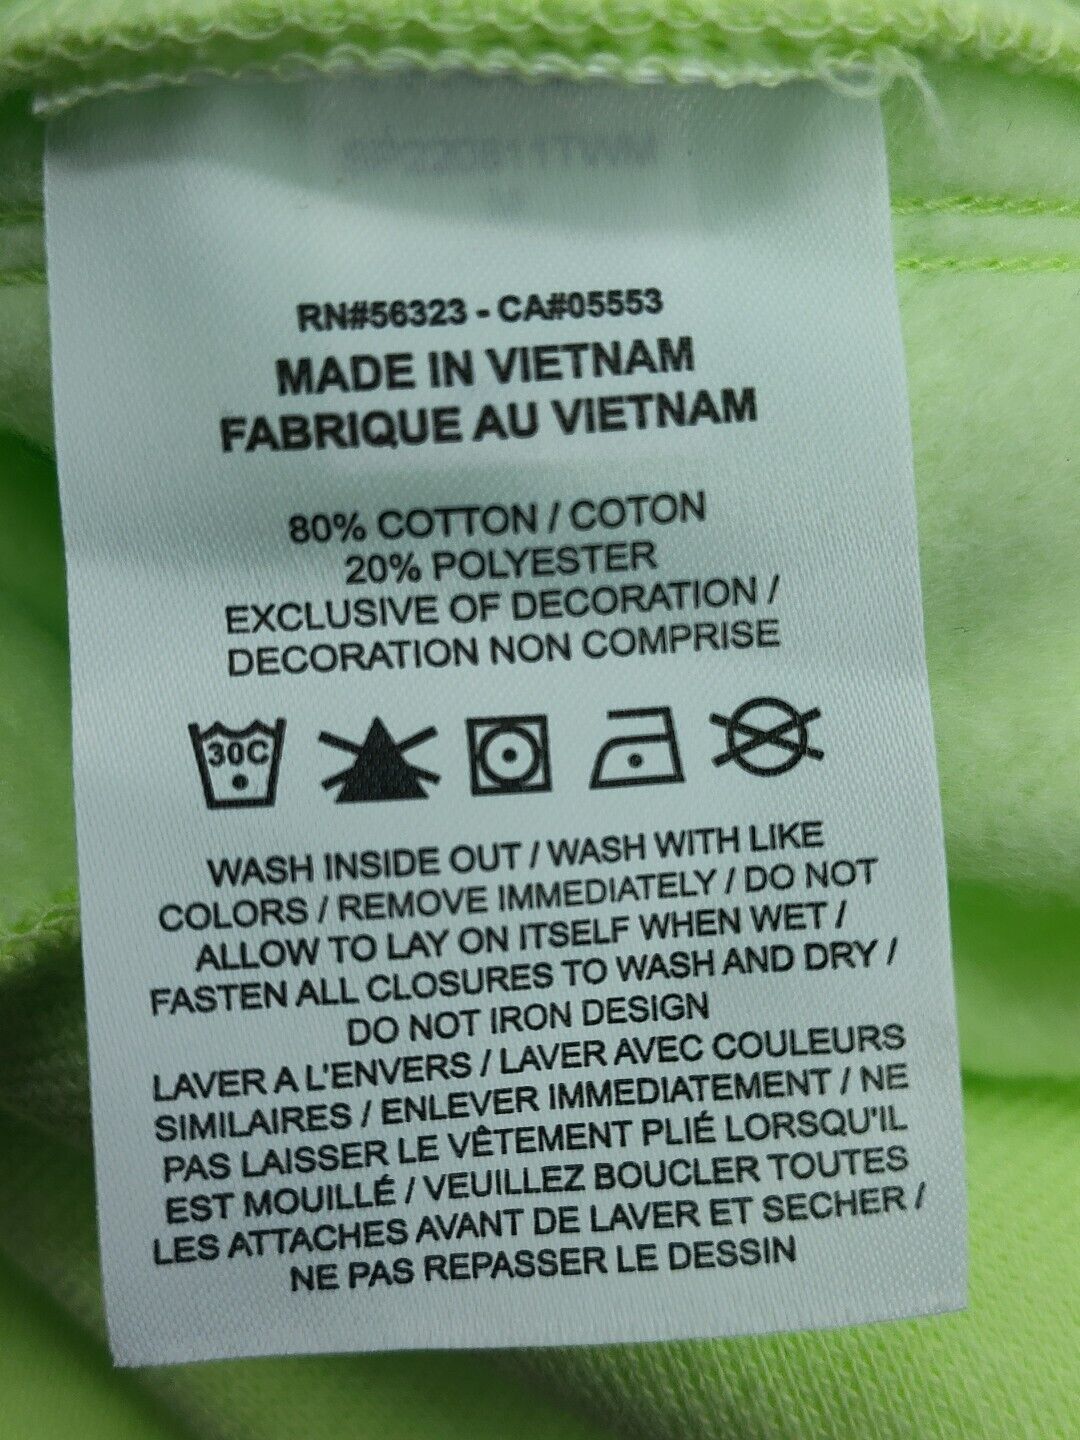 RN#56323 - CA#05553
MADE IN VIETNAM
FABRIQUE AU VIETNAM
80% COTTON / COTON
20% POLYESTER
EXCLUSIVE OF DECORATION /
DECORATION NON COMPRISE
30C
WASH INSIDE OUT / WASH WITH LIKE
COLORS / REMOVE IMMEDIATELY / DO NOT
ALLOW TO LAY ON ITSELF WHEN WET /
FASTEN ALL CLOSURES TO WASH AND DRY /
DO NOT IRON DESIGN
LAVER A L'ENVERS / LAVER AVEC COULEURS
SIMILAIRES / ENLEVER IMMEDIATEMENT / NE
PAS LAISSER LE VÊTEMENT PLIÉ LORSQU'IL
EST MOUILLÉ / VEUILLEZ BOUCLER TOUTES
LES ATTACHES AVANT DE LAVER ET SECHER /
NE PAS REPASSER LE DESSIN